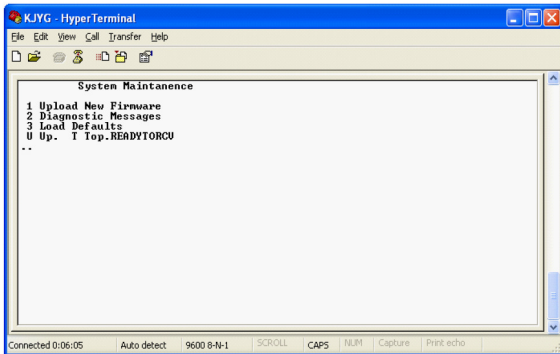 KJYG - HyperTerminal
File Edit View Call Transfer Help
System Maintanence
1 Upload New Firmware
2 Diagnostic Messages
3 Load Defaults
U Up. T Top.READYTORCV
..
Connected 0:06:05 Auto detect 9600 8-N-1 SCROLL CAPS NUM Capture Print echo